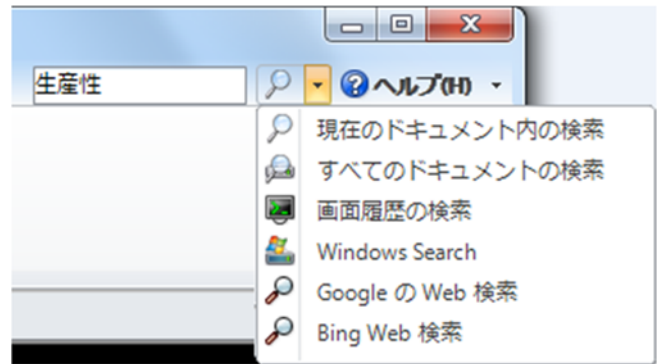 生産性
ヘルプ(H)
現在のドキュメント内の検索
すべてのドキュメントの検索
画面履歴の検索
Windows Search
Google の Web 検索
Bing Web 検索